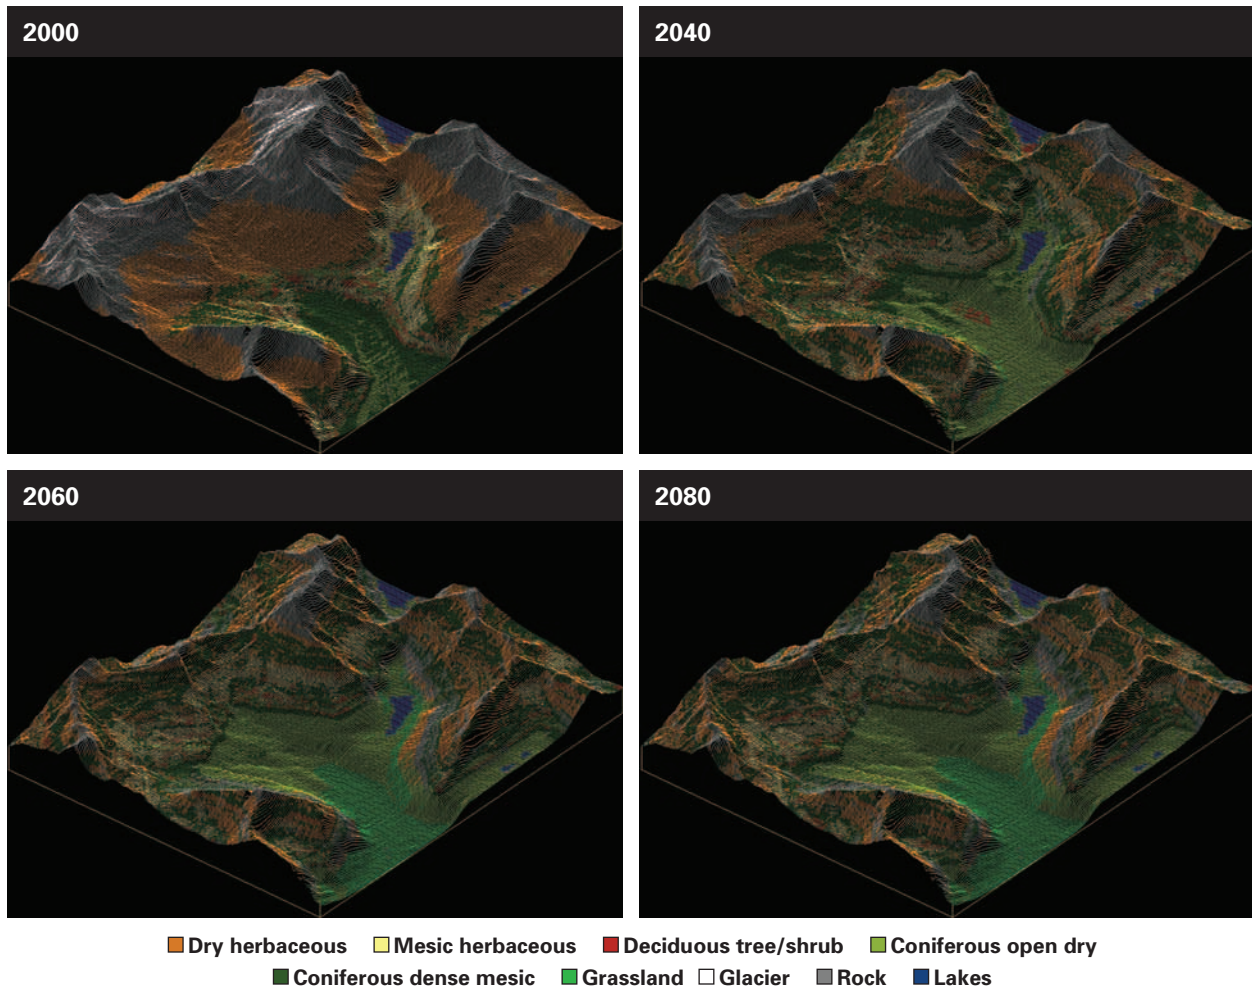 2000
2040
2060
2080
Dry herbaceous Mesic herbaceous Deciduous tree/shrub Coniferous open dry
Coniferous dense mesic Grassland Glacier Rock Lakes